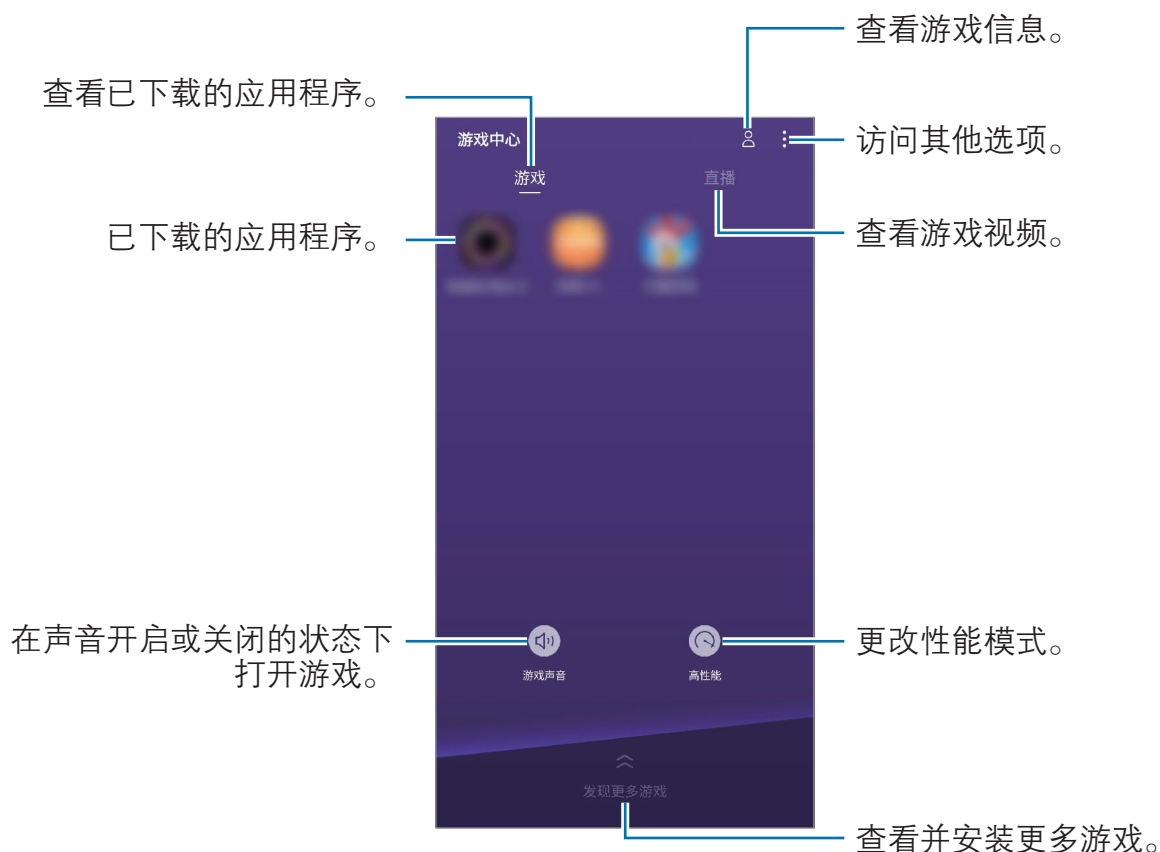 查看游戏信息。
查看已下载的应用程序。
游戏中心
访问其他选项。
游戏
直播
已下载的应用程序。
查看游戏视频。
在声音开启或关闭的状态下
打开游戏。
更改性能模式。
游戏声音
高性能
发现更多游戏
查看并安装更多游戏。